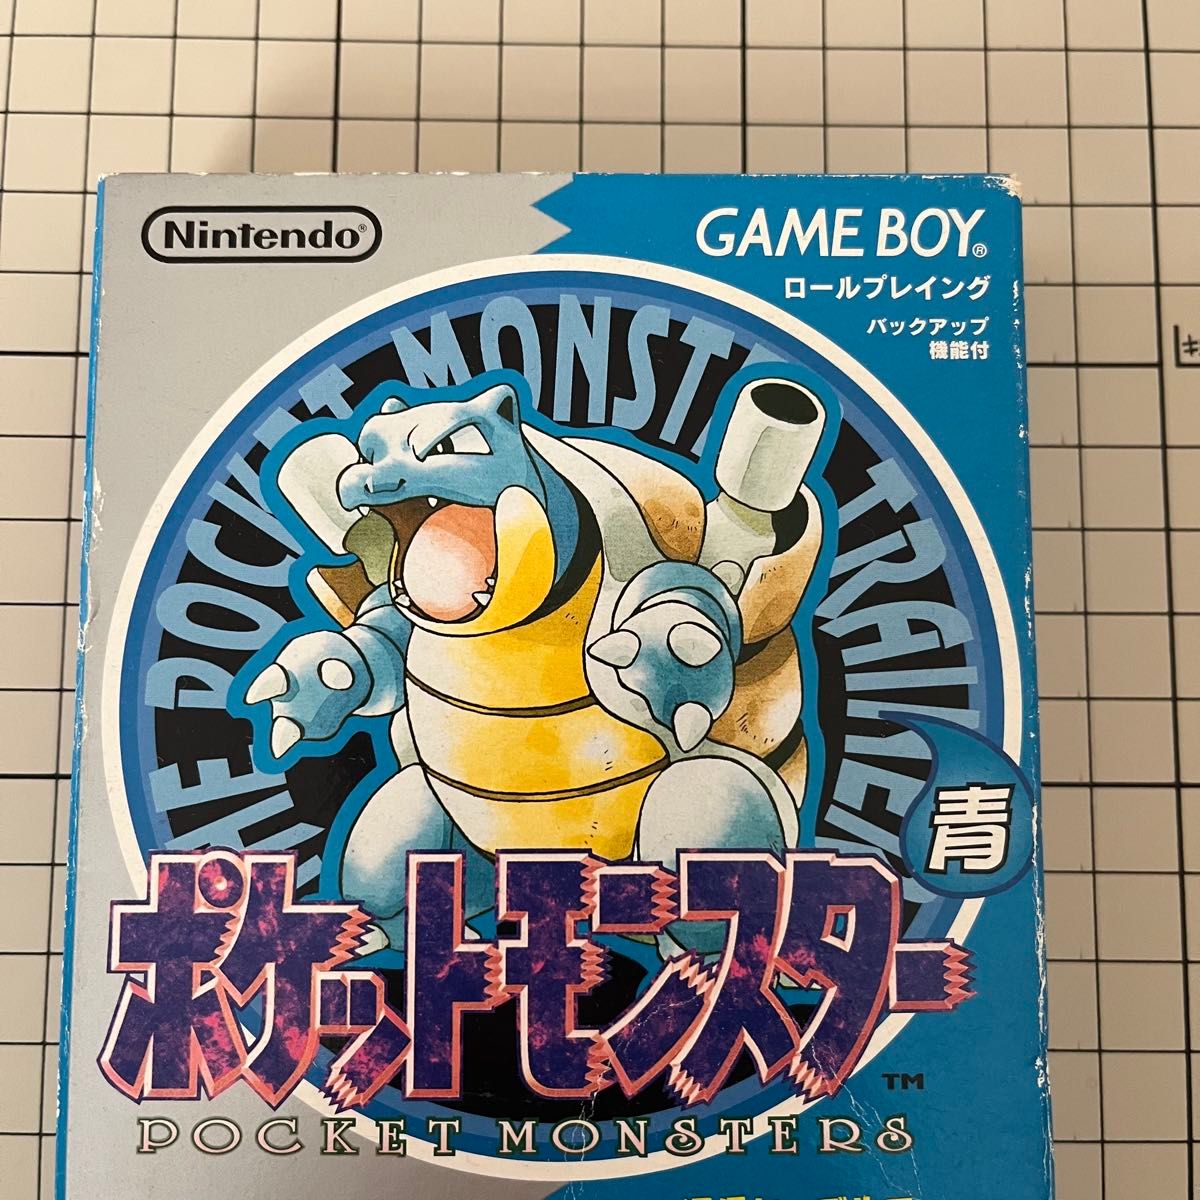 Nintendo®
GAME BOY®
ロールプレイング
バックアップ
機能付
THE POCKET MONSTER TRAINER
青
ポケットモンスター
TM
POCKET MONSTERS